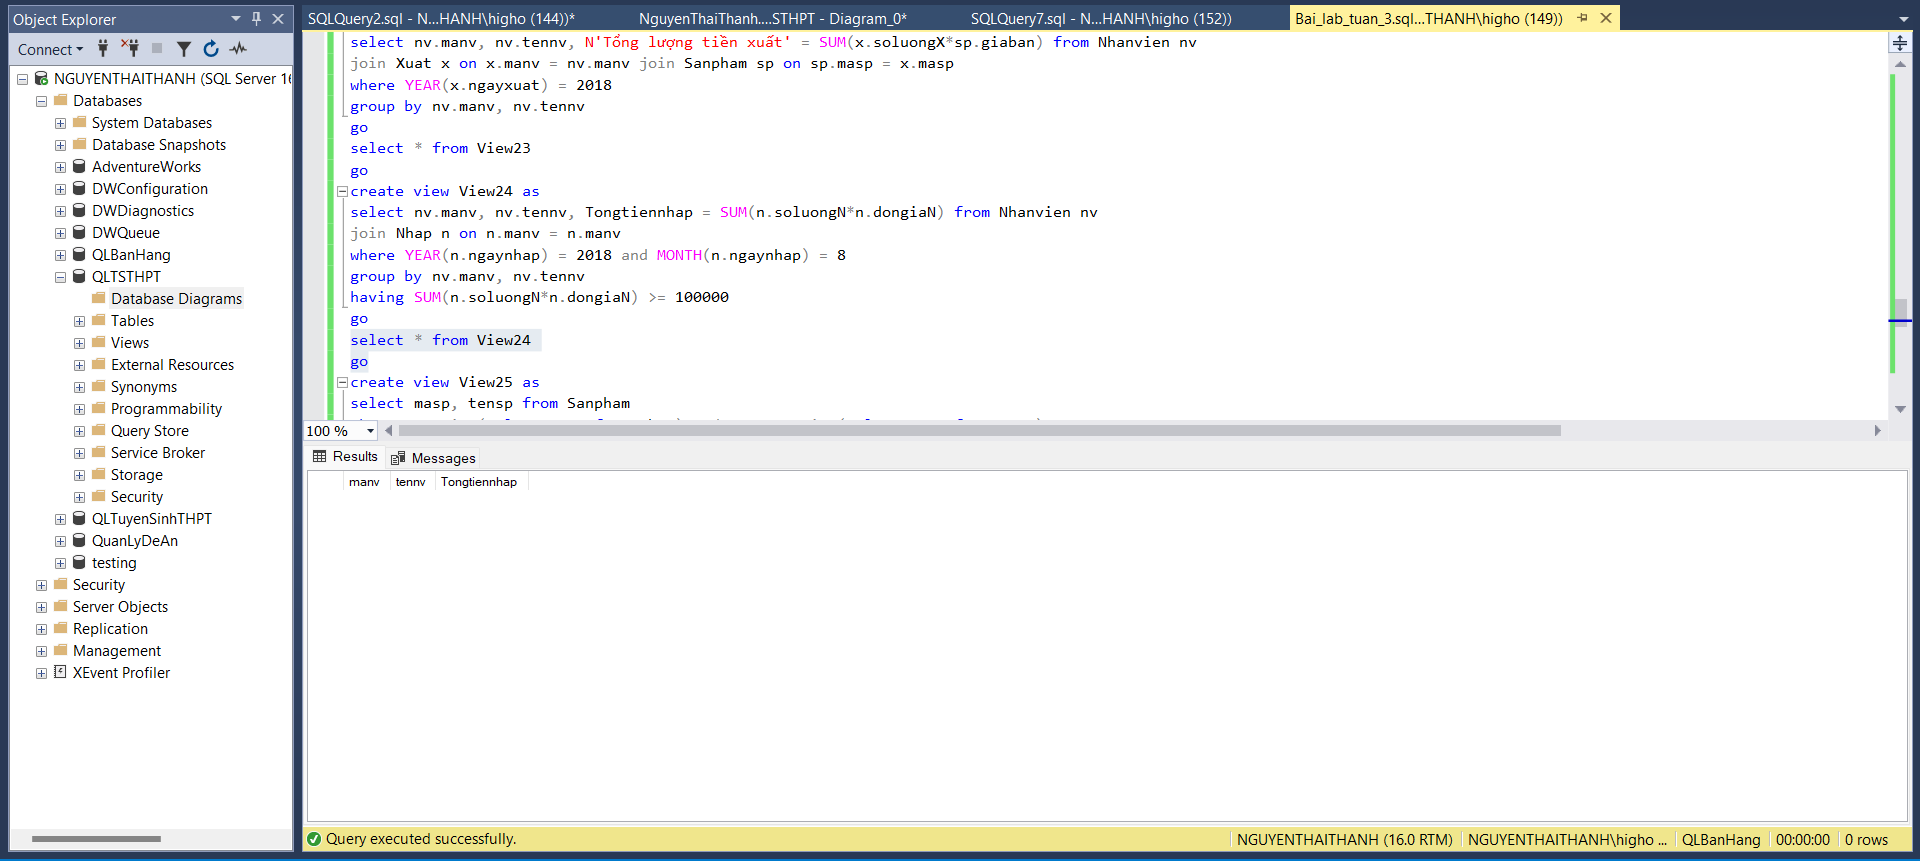 Object Explorer
Connect
NGUYENTHAITHANH (SQL Server 16
Databases
System Databases
Database Snapshots
AdventureWorks
DWConfiguration
DWDiagnostics
DWQueue
QLBanHang
QLTSTHPT
Database Diagrams
Tables
Views
External Resources
Synonyms
Programmability
Query Store
Service Broker
Storage
Security
QLTuyenSinhTHPT
QuanLyDeAn
testing
Security
Server Objects
Replication
Management
XEvent Profiler
SQLQuery2.sql - N...HANH\higho (144))*
NguyenThaiThanh....STHPT - Diagram_0*
SQLQuery7.sql - N...HANH\higho (152))
Bai_lab_tuan_3.sql...THANH\higho (149))
select nv.manv, nv.tennv, N'Tổng lượng tiền xuất' = SUM(x.soluongX*sp.giaban) from Nhanvien nv
join Xuat x on x.manv = nv.manv join Sanpham sp on sp.masp = x.masp
where YEAR(x.ngayxuat) = 2018
group by nv.manv, nv.tennv
go
select * from View23
go
create view View24 as
select nv.manv, nv.tennv, Tongtiennhap = SUM(n.soluongN*n.dongiaN) from Nhanvien nv
join Nhap n on n.manv = n.manv
where YEAR(n.ngaynhap) = 2018 and MONTH(n.ngaynhap) = 8
group by nv.manv, nv.tennv
having SUM(n.soluongN*n.dongiaN) >= 100000
go
select * from View24
go
create view View25 as
select masp, tensp from Sanpham
100 %
Results
Messages
manv tennv Tongtiennhap
Query executed successfully.
NGUYENTHAITHANH (16.0 RTM)
NGUYENTHAITHANH\higho ...
QLBanHang
00:00:00
0 rows